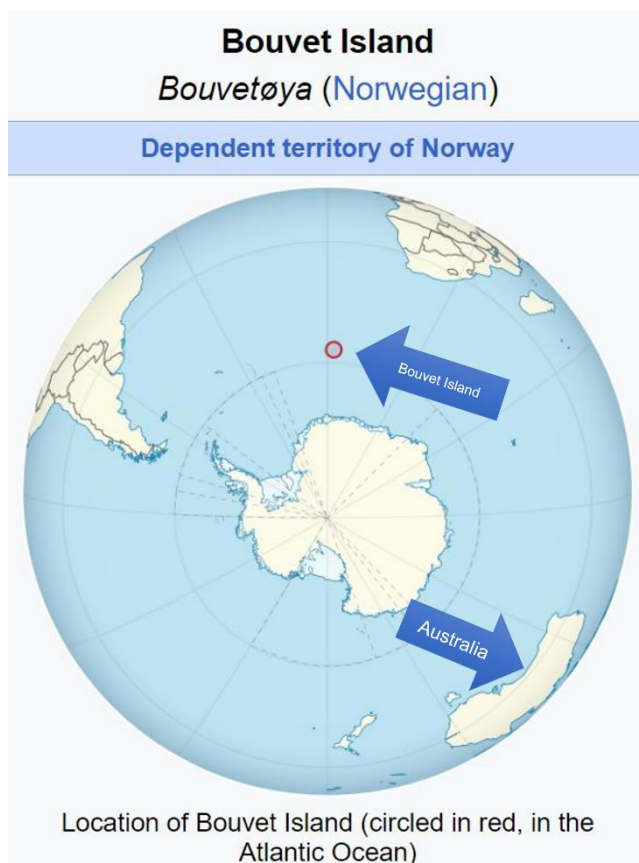 Bouvet Island
Bouvetøya (Norwegian)
Dependent territory of Norway
Bouvet Island
Australia
Location of Bouvet Island (circled in red, in the
Atlantic Ocean)